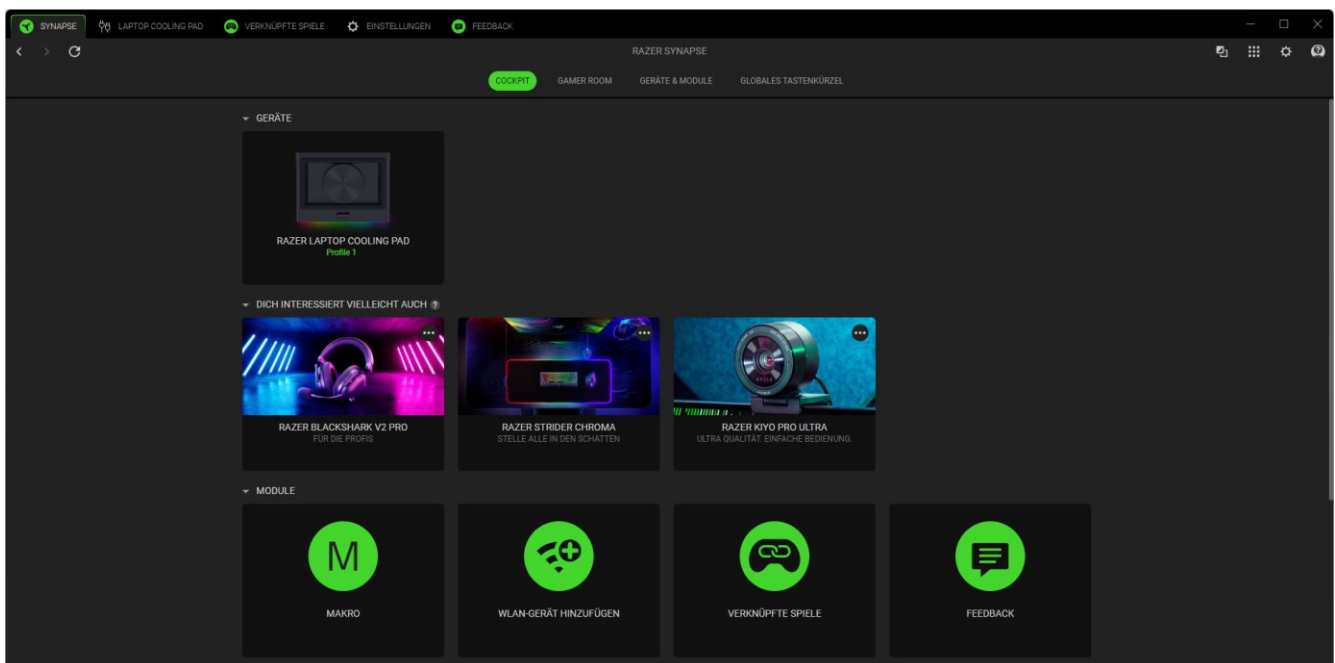 SYNAPSE
LAPTOP COOLING PAD
VERKNÜPFTE SPIELE
EINSTELLUNGEN
FEEDBACK
RAZER SYNAPSE
COCKPIT
GAMER ROOM
GERÄTE & MODULE
GLOBALES TASTENKÜRZEL
GERÄTE
RAZER LAPTOP COOLING PAD
Profile 1
DICH INTERESSIERT VIELLEICHT AUCH ?
RAZER BLACKSHARK V2 PRO
FÜR DIE PROFIS
RAZER STRIDER CHROMA
STELLE ALLE IN DEN SCHATTEN
RAZER KIYO PRO ULTRA
ULTRA QUALITÄT. EINFACHE BEDIENUNG.
MODULE
M
MAKRO
WLAN-GERÄT HINZUFÜGEN
VERKNÜPFTE SPIELE
FEEDBACK